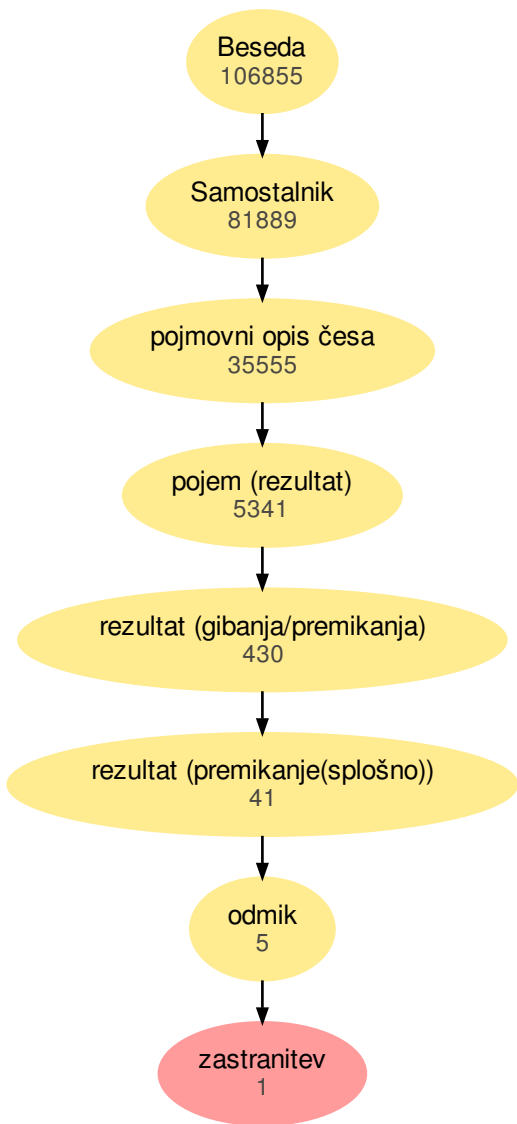 Beseda
106855
Samostalnik
81889
pojmovni opis česa
35555
pojem (rezultat)
5341
rezultat (gibanja/premikanja)
430
rezultat (premikanje(splošno))
41
odmik
5
zastranitev
1